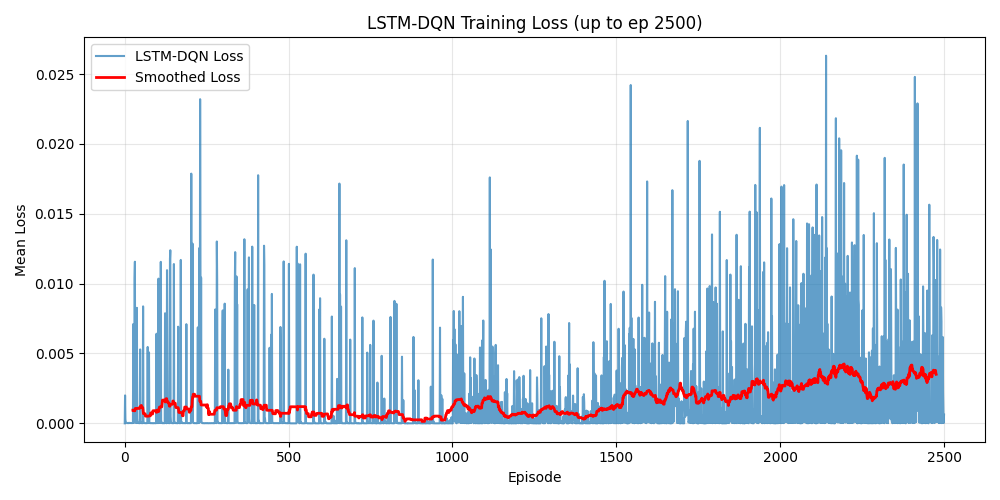 LSTM-DQN Training Loss (up to ep 2500)
LSTM-DQN Loss
Smoothed Loss
Mean Loss
0.025
0.020
0.015
0.010
0.005
0.000
0
500
1000
1500
2000
2500
Episode